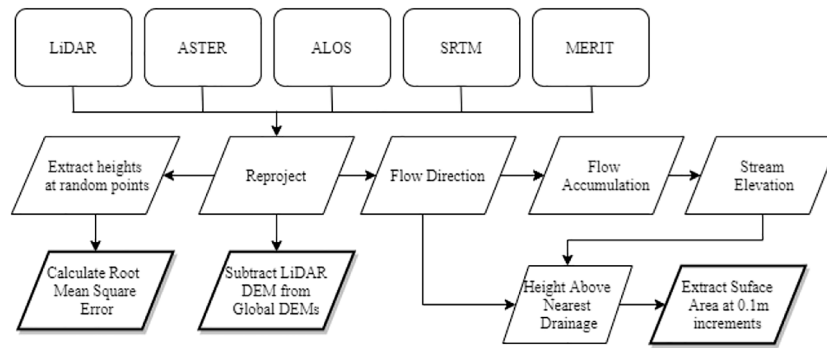 LiDAR
ASTER
ALOS
SRTM
MERIT
Extract heights
at random points
Reproject
Flow Direction
Flow
Accumulation
Stream
Elevation
Calculate Root
Mean Square
Error
Subtract LiDAR
DEM from
Global DEMs
Height Above
Nearest
Drainage
Extract Suface
Area at 0.1m
increments